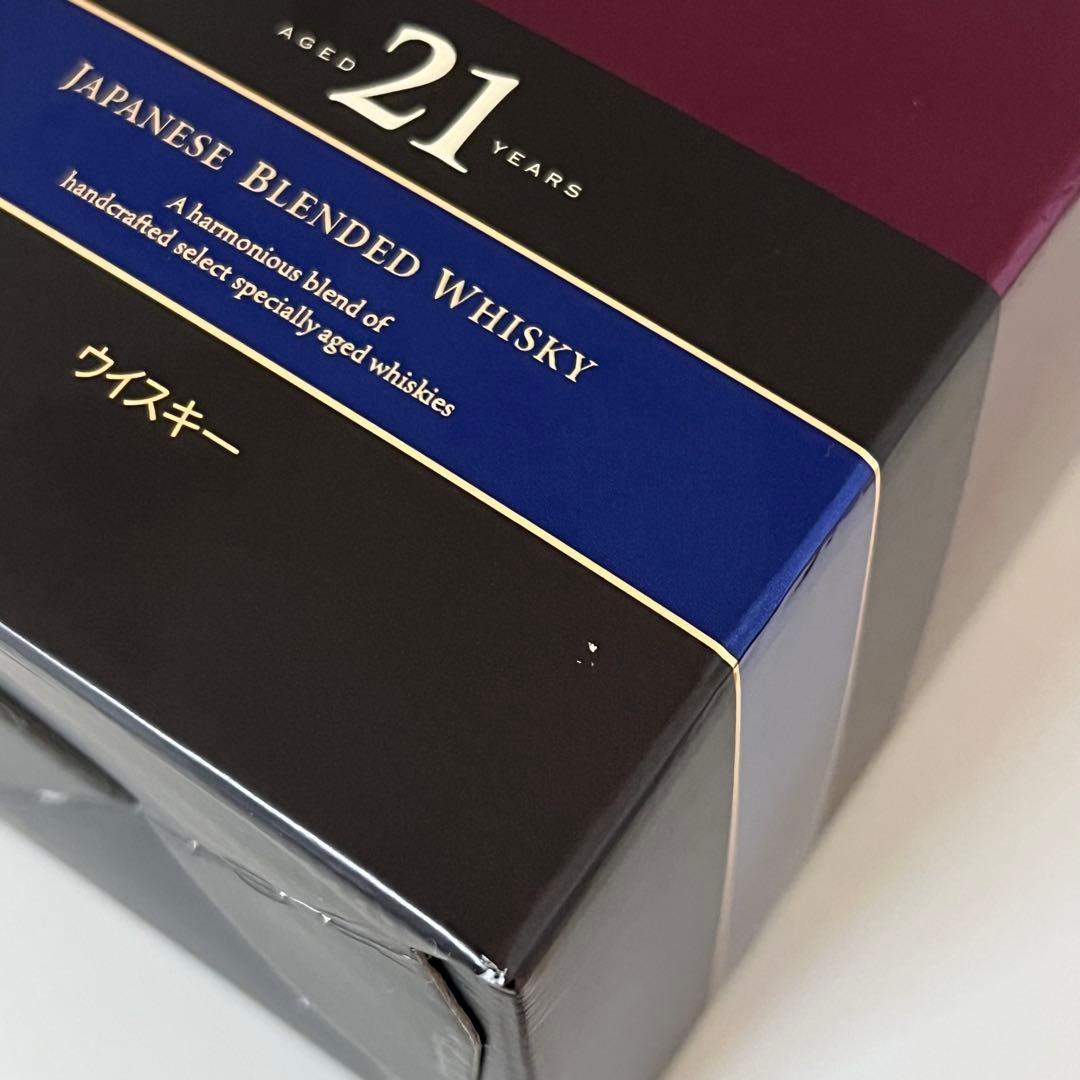 AGED 21 YEARS
JAPANESE BLENDED WHISKY
A harmonious blend of
handcrafted select specially aged whiskies
ウイスキー